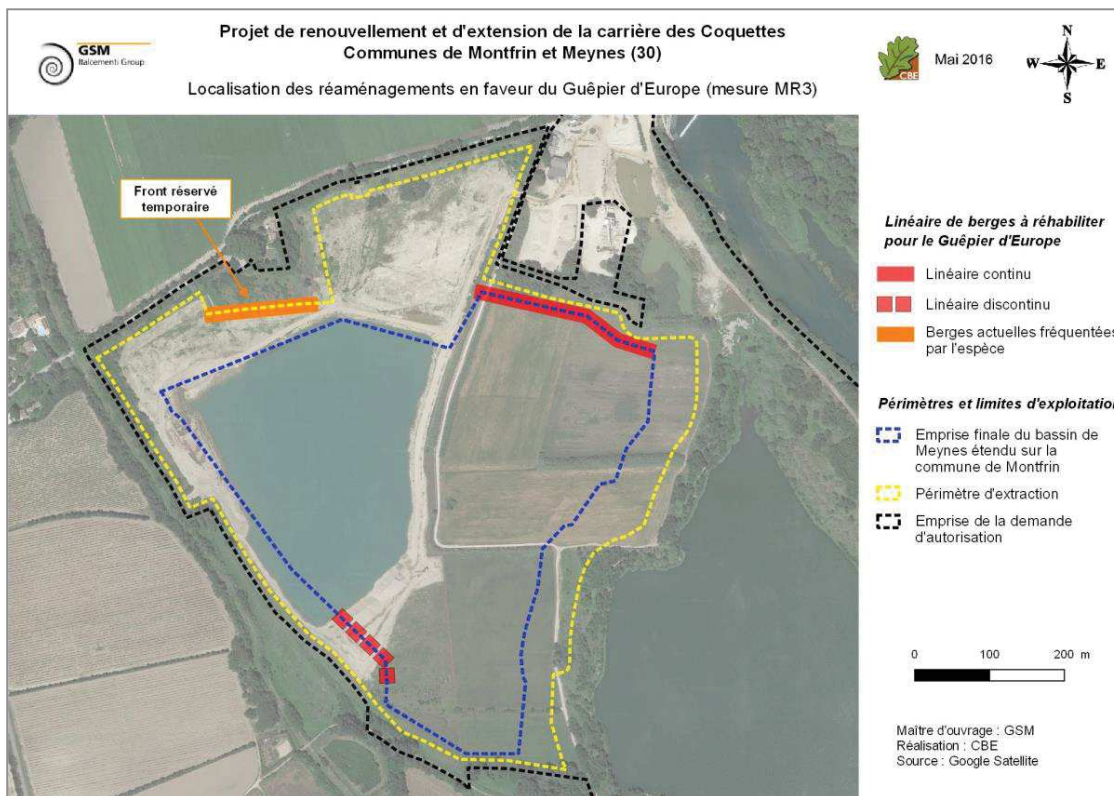 GSM
Italcementi Group
Projet de renouvellement et d'extension de la carrière des Coquettes
Communes de Montfrin et Meynes (30)
Localisation des réaménagements en faveur du Guêpier d'Europe (mesure MR3)
CBE
Mai 2016
N
W E
S
Front réservé
temporaire
Linéaire de berges à réhabiliter
pour le Guêpier d'Europe
Linéaire continu
Linéaire discontinu
Berges actuelles fréquentées
par l'espèce
Périmètres et limites d'exploitation
Emprise finale du bassin de
Meynes étendu sur la
commune de Montfrin
Périmètre d'extraction
Emprise de la demande
d'autorisation
0 100 200 m
Maître d'ouvrage : GSM
Réalisation : CBE
Source : Google Satellite